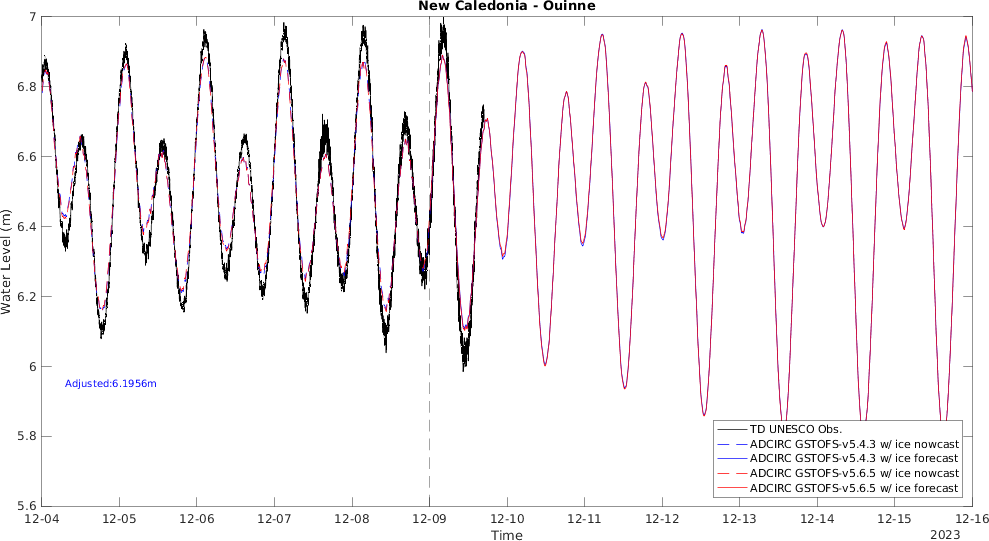 New Caledonia - Ouinne
7
6.8
6.6
6.4
6.2
6
5.8
5.6
Water Level (m)
Adjusted:6.1956m
TD UNESCO Obs.
ADCIRC GSTOFS-v5.4.3 w/ ice nowcast
ADCIRC GSTOFS-v5.4.3 w/ ice forecast
ADCIRC GSTOFS-v5.6.5 w/ ice nowcast
ADCIRC GSTOFS-v5.6.5 w/ ice forecast
12-04 12-05 12-06 12-07 12-08 12-09 12-10 12-11 12-12 12-13 12-14 12-15 12-16
Time
2023